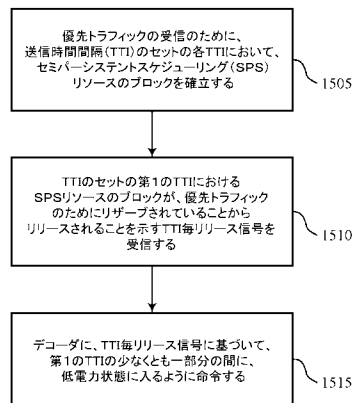 優先トラフィックの受信のために、
送信時間間隔(TTI)のセットの各TTIにおいて、
セミパーシステントスケジューリング(SPS)
リソースのブロックを確立する
1505
TTIのセットの第1のTTIにおける
SPSリソースのブロックが、優先トラフィック
のためにリザーブされていることから
リリースされることを示すTTI毎リリース信号を
受信する
1510
デコーダに、TTI毎リリース信号に基づいて、
第1のTTIの少なくとも一部分の間に、
低電力状態に入るように命令する
1515